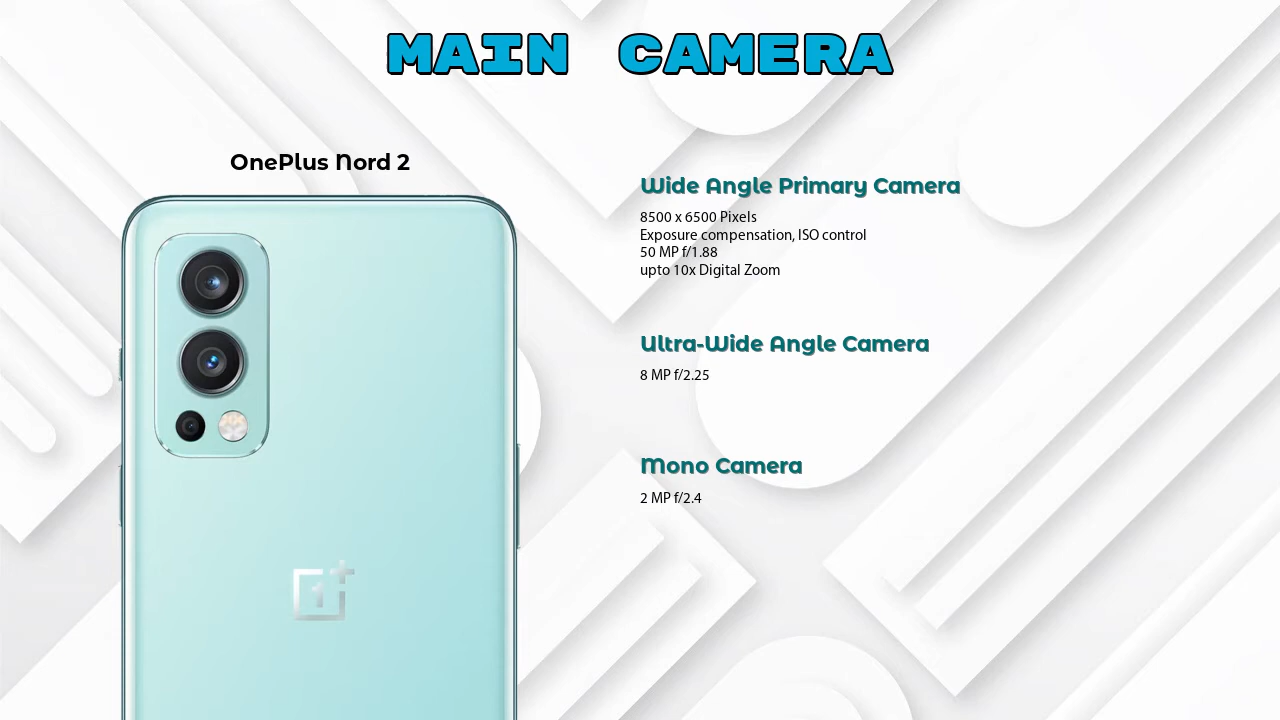 MAIN CAMERA
OnePlus Nord 2
Wide Angle Primary Camera
8500 x 6500 Pixels
Exposure compensation, ISO control
50 MP f/1.88
upto 10x Digital Zoom
Ultra-Wide Angle Camera
8 MP f/2.25
Mono Camera
2 MP f/2.4
1+